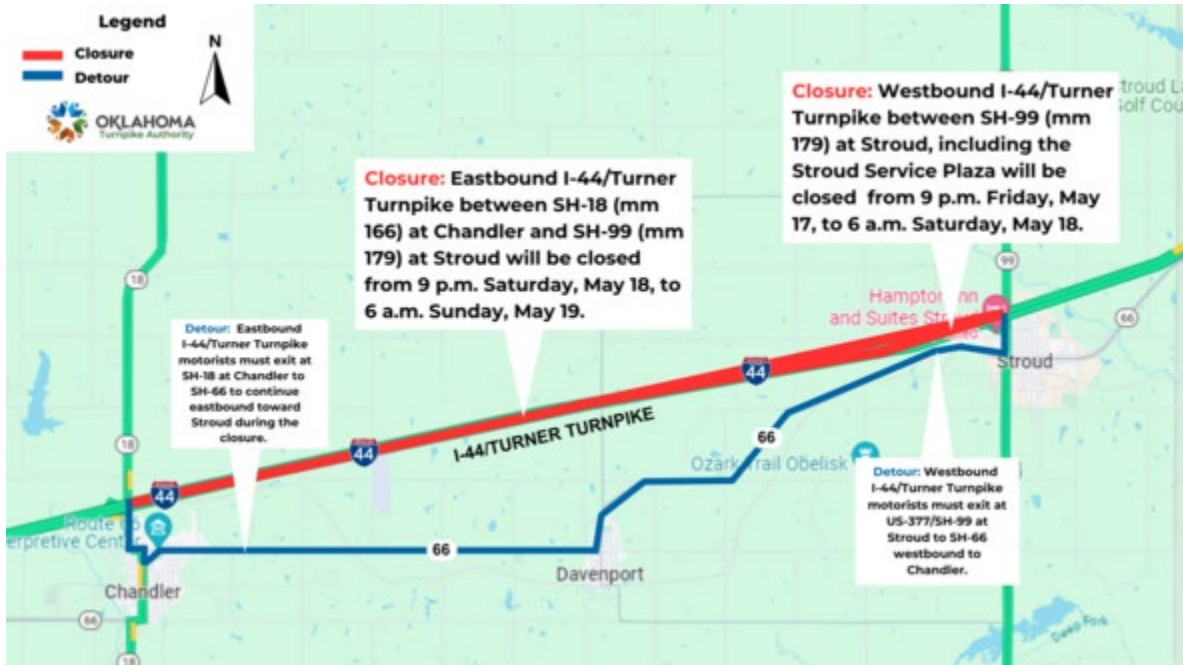 Legend
Closure
Detour
N
OKLAHOMA
Turnpike Authority
Closure: Westbound I-44/Turner
Turnpike between SH-99 (mm
179) at Stroud, including the
Stroud Service Plaza will be
closed from 9 p.m. Friday, May
17, to 6 a.m. Saturday, May 18.
Closure: Eastbound I-44/Turner
Turnpike between SH-18 (mm
166) at Chandler and SH-99 (mm
179) at Stroud will be closed
from 9 p.m. Saturday, May 18, to
6 a.m. Sunday, May 19.
18
99
Hampton Inn
and Suites
66
Detour: Eastbound
I-44/Turner Turnpike
motorists must exit at
SH-18 at Chandler to
SH-66 to continue
eastbound toward
Stroud during the
closure.
Stroud
44
18
44
I-44/TURNER TURNPIKE
66
Ozark Trail Obelisk
Detour: Westbound
I-44/Turner Turnpike
motorists must exit at
US-377/SH-99 at
Stroud to SH-66
westbound to
Chandler.
44
Route 66
erpretive Center
66
Davenport
Chandler
66
18
Deep Fork